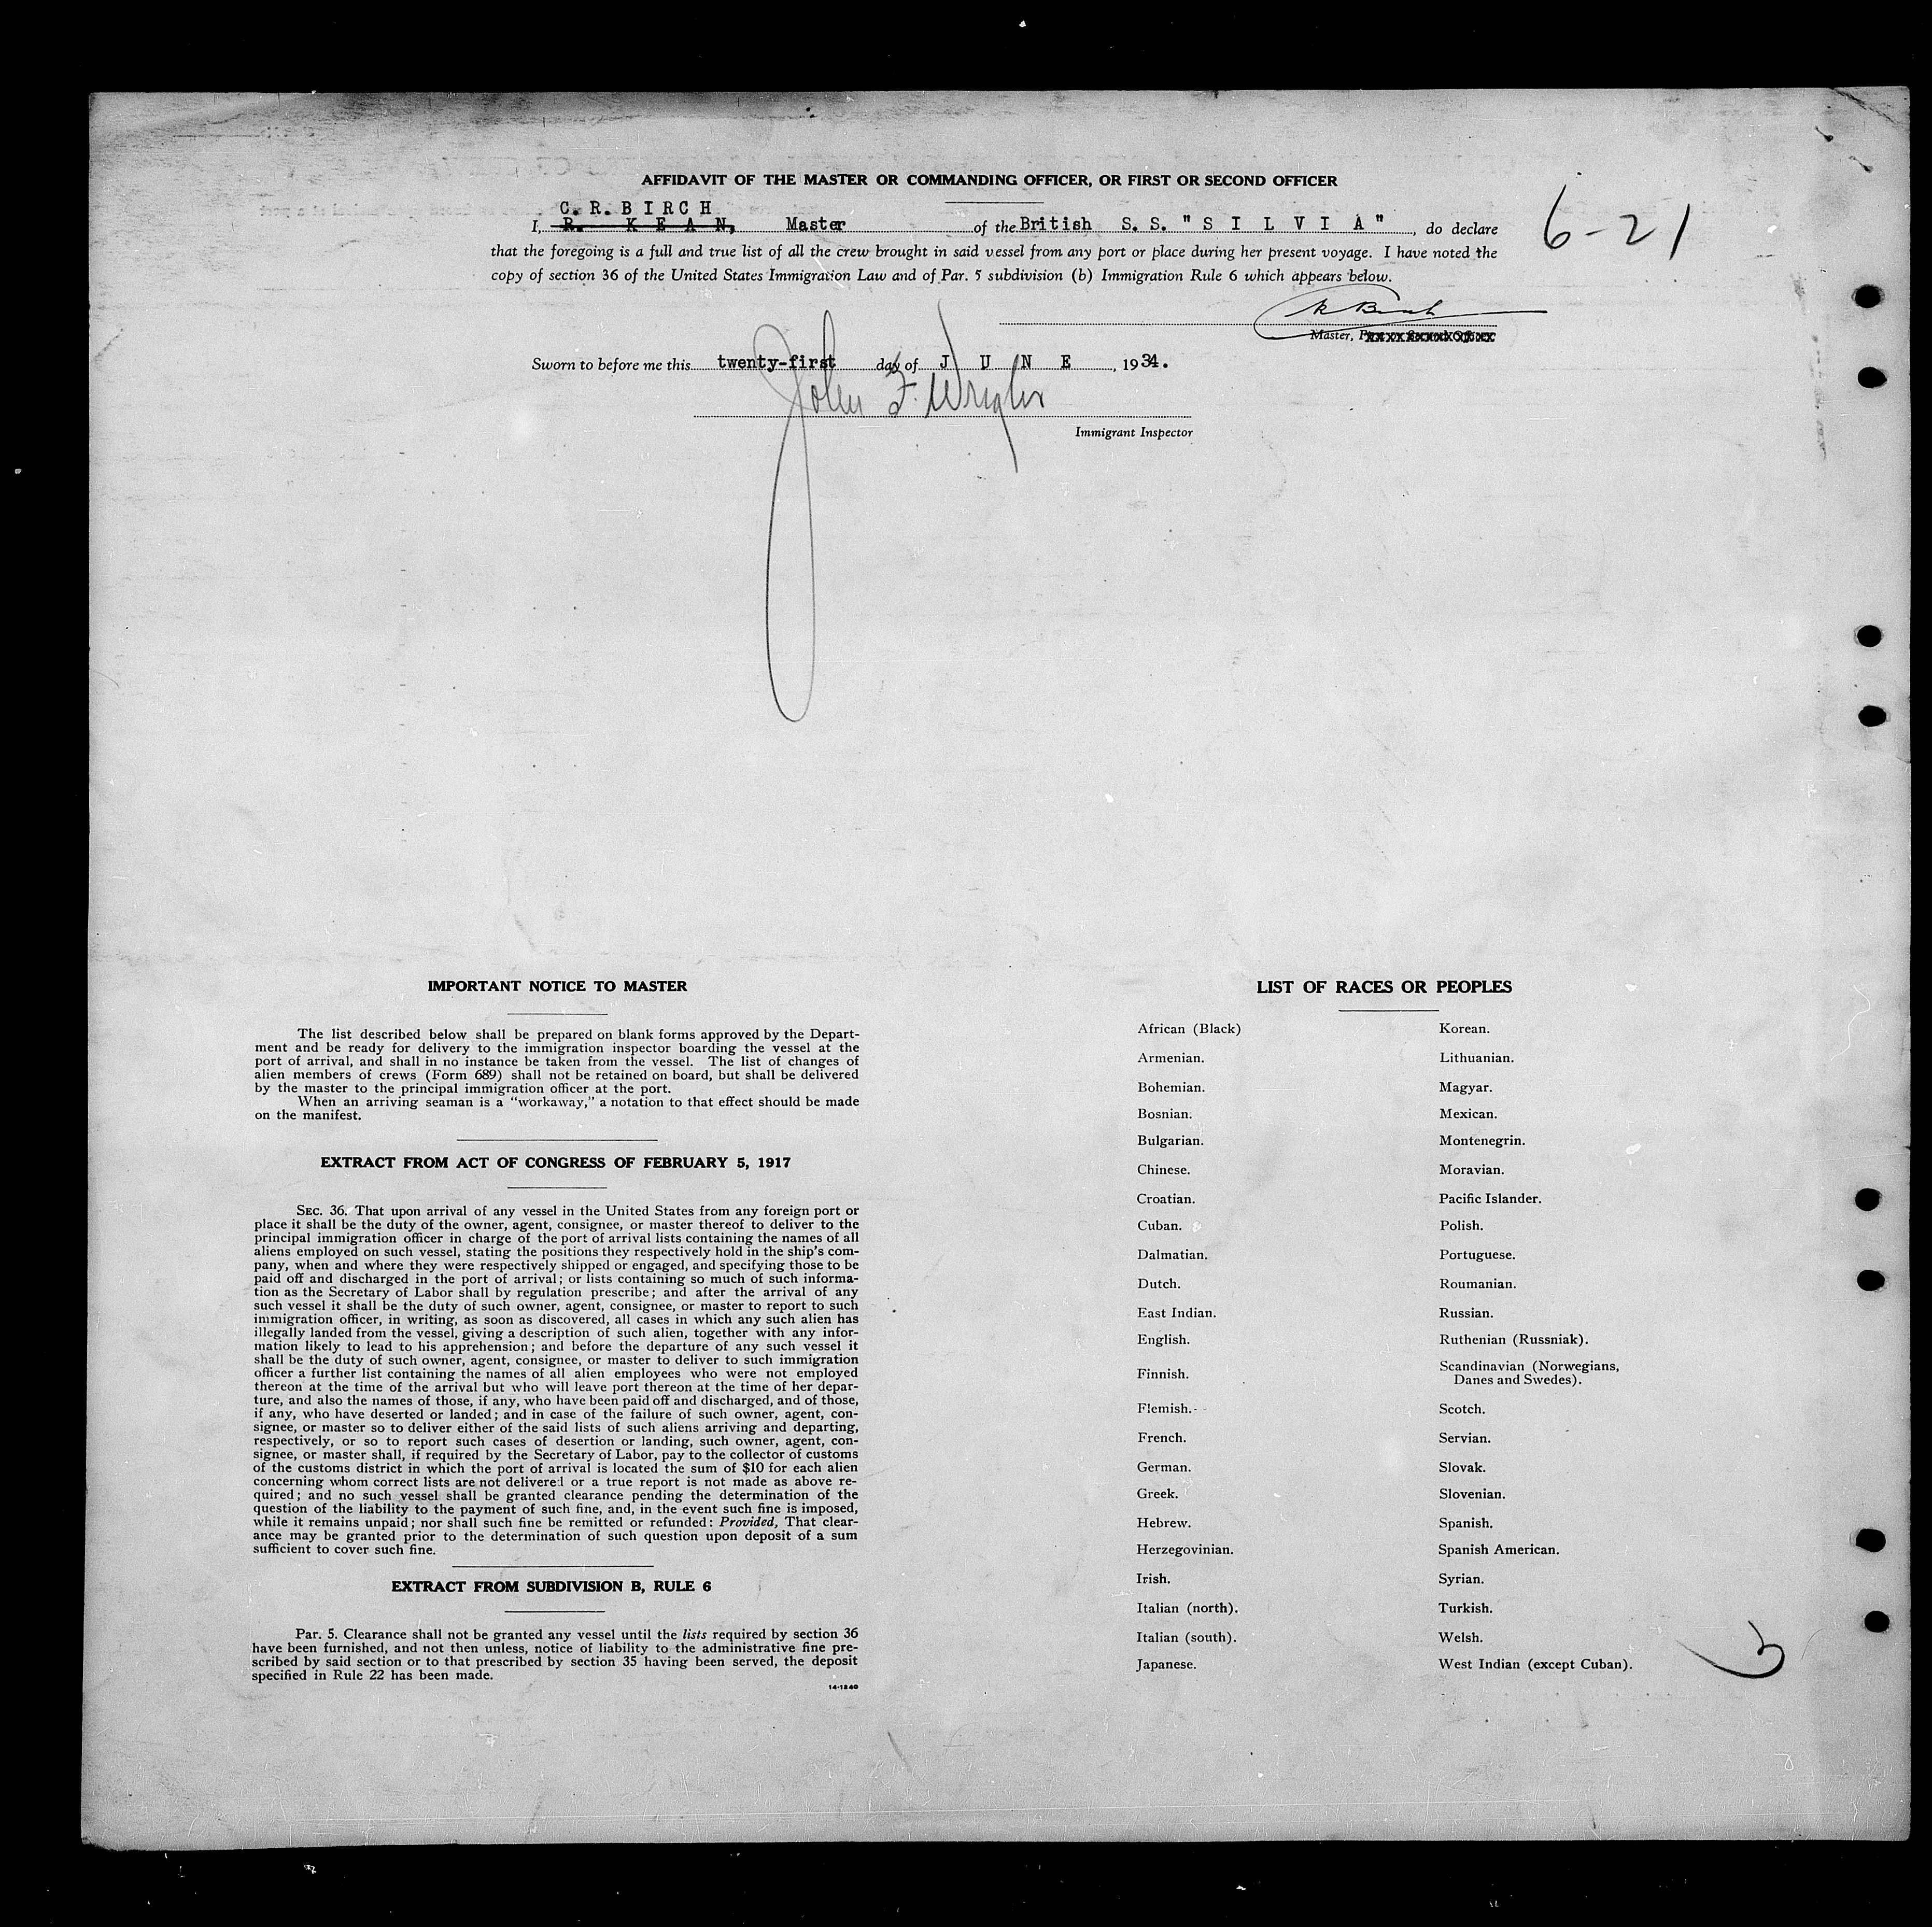 AFFIDAVIT OF THE MASTER OR COMMANDING OFFICER, OR FIRST OR SECOND OFFICER
C. R. B I R C H
I, R. K E A N, Master of the British S. S. "S I L V I A", do declare
that the foregoing is a full and true list of all the crew brought in said vessel from any port or place during her present voyage. I have noted the
copy of section 36 of the United States Immigration Law and of Par. 5 subdivision (b) Immigration Rule 6 which appears below.
6-21
Master,
Sworn to before me this twenty-first day of J U N E, 1934.
John F. Wright
Immigrant Inspector
IMPORTANT NOTICE TO MASTER
The list described below shall be prepared on blank forms approved by the Depart-
ment and be ready for delivery to the immigration inspector boarding the vessel at the
port of arrival, and shall in no instance be taken from the vessel. The list of changes of
alien members of crews (Form 689) shall not be retained on board, but shall be delivered
by the master to the principal immigration officer at the port.
When an arriving seaman is a "workaway," a notation to that effect should be made
on the manifest.
EXTRACT FROM ACT OF CONGRESS OF FEBRUARY 5, 1917
SEC. 36. That upon arrival of any vessel in the United States from any foreign port or
place it shall be the duty of the owner, agent, consignee, or master thereof to deliver to the
principal immigration officer in charge of the port of arrival lists containing the names of all
aliens employed on such vessel, stating the positions they respectively hold in the ship's com-
pany, when and where they were respectively shipped or engaged, and specifying those to be
paid off and discharged in the port of arrival; or lists containing so much of such informa-
tion as the Secretary of Labor shall by regulation prescribe; and after the arrival of any
such vessel it shall be the duty of such owner, agent, consignee, or master to report to such
immigration officer, in writing, as soon as discovered, all cases in which any such alien has
illegally landed from the vessel, giving a description of such alien, together with any infor-
mation likely to lead to his apprehension; and before the departure of any such vessel it
shall be the duty of such owner, agent, consignee, or master to deliver to such immigration
officer a further list containing the names of all alien employees who were not employed
thereon at the time of the arrival but who will leave port thereon at the time of her depar-
ture, and also the names of those, if any, who have been paid off and discharged, and of those,
if any, who have deserted or landed; and in case of the failure of such owner, agent, con-
signee, or master so to deliver either of the said lists of such aliens arriving and departing,
respectively, or so to report such cases of desertion or landing, such owner, agent, con-
signee, or master shall, if required by the Secretary of Labor, pay to the collector of customs
of the customs district in which the port of arrival is located the sum of $10 for each alien
concerning whom correct lists are not delivered or a true report is not made as above re-
quired; and no such vessel shall be granted clearance pending the determination of the
question of the liability to the payment of such fine, and, in the event such fine is imposed,
while it remains unpaid; nor shall such fine be remitted or refunded: Provided, That clear-
ance may be granted prior to the determination of such question upon deposit of a sum
sufficient to cover such fine.
EXTRACT FROM SUBDIVISION B, RULE 6
Par. 5. Clearance shall not be granted any vessel until the lists required by section 36
have been furnished, and not then unless, notice of liability to the administrative fine pre-
scribed by said section or to that prescribed by section 35 having been served, the deposit
specified in Rule 22 has been made.
14-1240
LIST OF RACES OR PEOPLES
African (Black)
Armenian.
Bohemian.
Bosnian.
Bulgarian.
Chinese.
Croatian.
Cuban.
Dalmatian.
Dutch.
East Indian.
English.
Finnish.
Flemish.
French.
German.
Greek.
Hebrew.
Herzegovinian.
Irish.
Italian (north).
Italian (south).
Japanese.
Korean.
Lithuanian.
Magyar.
Mexican.
Montenegrin.
Moravian.
Pacific Islander.
Polish.
Portuguese.
Roumanian.
Russian.
Ruthenian (Russniak).
Scandinavian (Norwegians,
Danes and Swedes).
Scotch.
Servian.
Slovak.
Slovenian.
Spanish.
Spanish American.
Syrian.
Turkish.
Welsh.
West Indian (except Cuban).